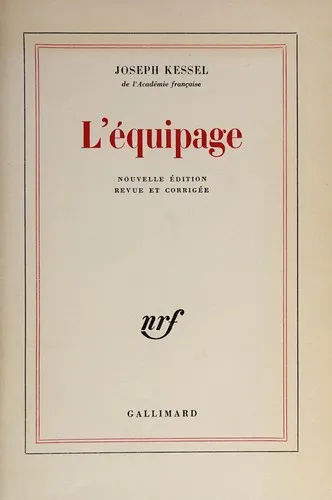 JOSEPH KESSEL
de l'Académie française
L'équipage
NOUVELLE ÉDITION
REVUE ET CORRIGÉE
nrf
GALLIMARD